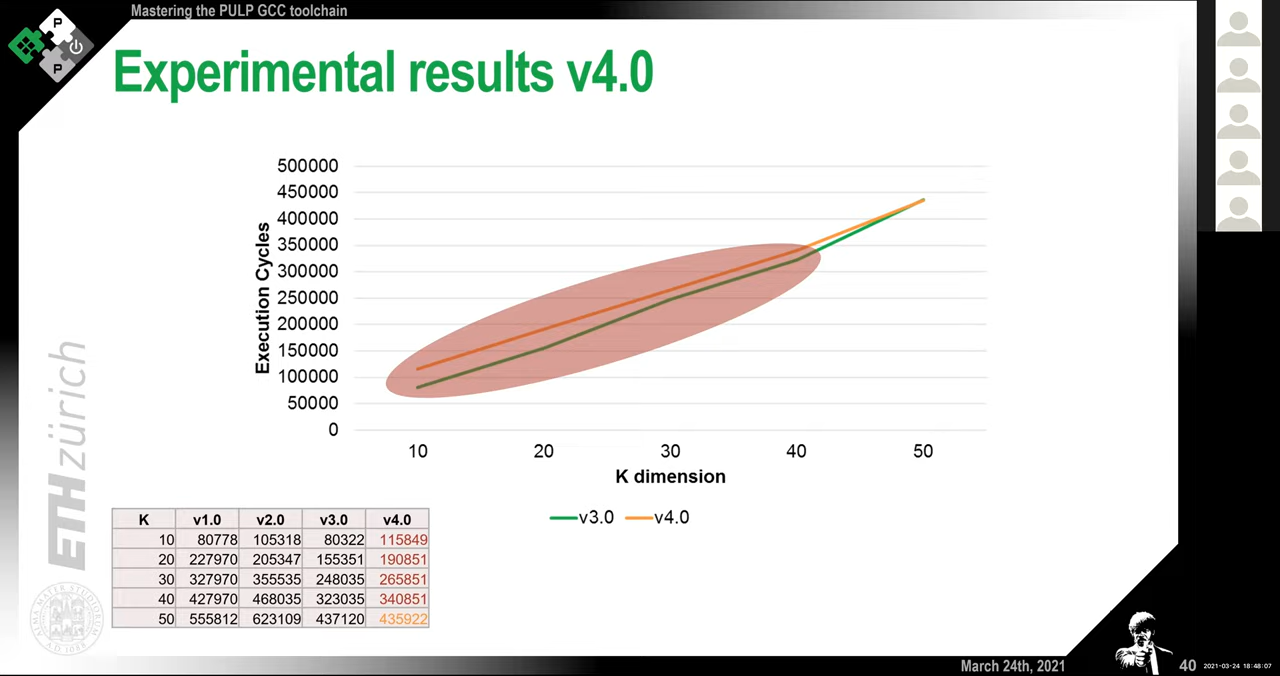 Mastering the PULP GCC toolchain
P
P
Experimental results v4.0
500000
450000
400000
350000
300000
250000
200000
150000
100000
50000
0
Execution Cycles
10 20 30 40 50
K dimension
v3.0 v4.0
K v1.0 v2.0 v3.0 v4.0
10 80778 105318 80322 115849
20 227970 205347 155351 190851
30 327970 355535 248035 265851
40 427970 468035 323035 340851
50 555812 623109 437120 435922
ETH zürich
ALMA MATER STUDIORUM
A.D. 1088
March 24th, 2021
40
2021-03-24 18:48:07